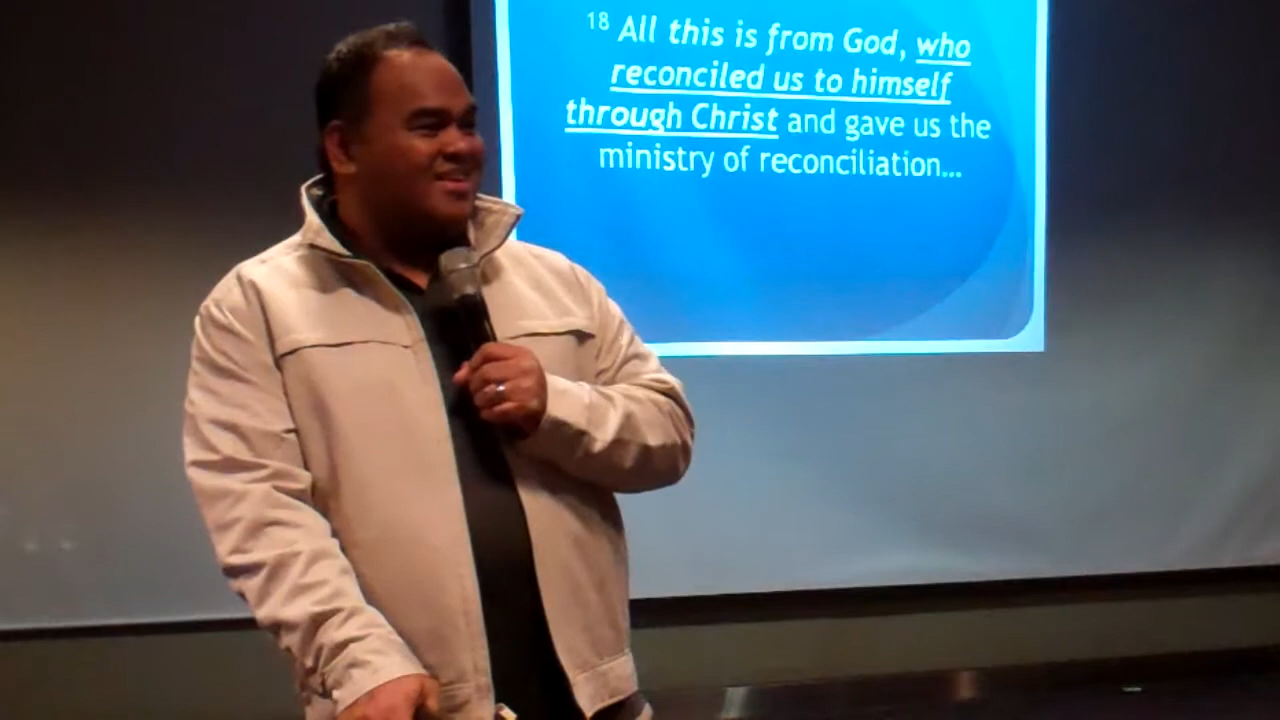 18 All this is from God, who
reconciled us to himself
through Christ and gave us the
ministry of reconciliation...